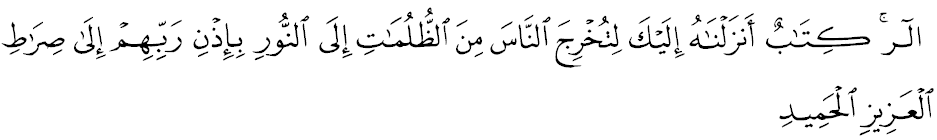 الٓر ۚ كِتَٰبٌ أَنزَلْنَٰهُ إِلَيْكَ لِتُخْرِجَ ٱلنَّاسَ مِنَ ٱلظُّلُمَٰتِ إِلَى ٱلنُّورِ بِإِذْنِ رَبِّهِمْ إِلَىٰ صِرَٰطِ
ٱلْعَزِيزِ ٱلْحَمِيدِ